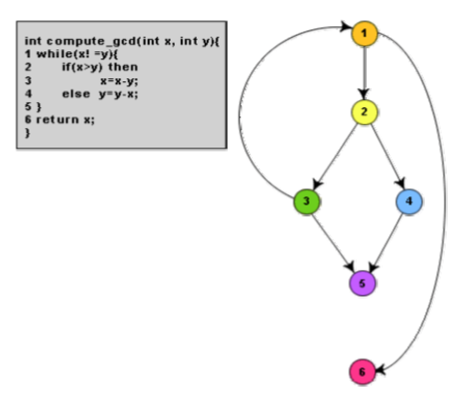 int compute_gcd(int x, int y){
1 while(x! =y){
2 if(x>y) then
3 x=x-y;
4 else y=y-x;
5 }
6 return x;
}
1
2
3
4
5
6